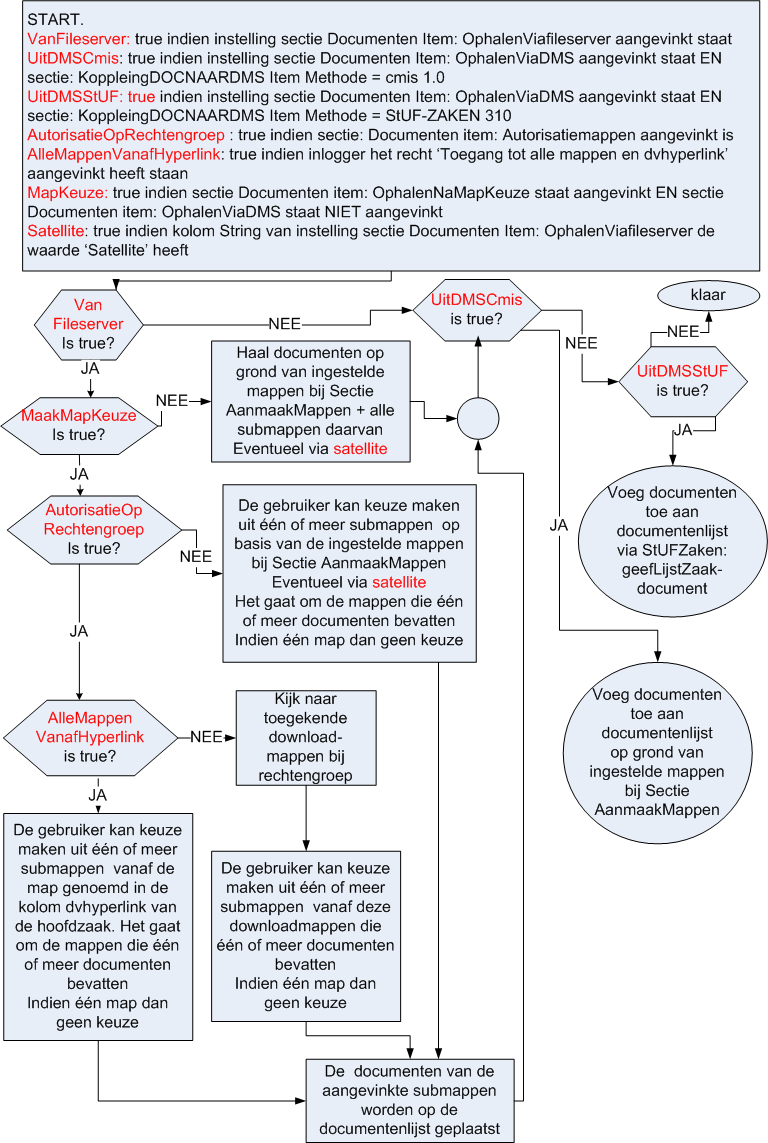 START.
VanFileserver: true indien instelling sectie Documenten Item: OphalenViafileserver aangevinkt staat
UitDMSCmis: true indien instelling sectie Documenten Item: OphalenViaDMS aangevinkt staat EN
sectie: KoppleingDOCNAARDMS Item Methode = cmis 1.0
UitDMSStUF: true indien instelling sectie Documenten Item: OphalenViaDMS aangevinkt staat EN
sectie: KoppleingDOCNAARDMS Item Methode = StUF-ZAKEN 310
AutorisatieOpRechtengroep : true indien sectie: Documenten item: Autorisatiemappen aangevinkt is
AlleMappenVanafHyperlink: true indien inlogger het recht ‘Toegang tot alle mappen en dvhyperlink’
aangevinkt heeft staan
MapKeuze: true indien sectie Documenten item: OphalenNaMapKeuze staat aangevinkt EN sectie
Documenten item: OphalenViaDMS staat NIET aangevinkt
Satellite: true indien kolom String van instelling sectie Documenten Item: OphalenViafileserver de
waarde ‘Satellite’ heeft
Van
Fileserver
Is true?
NEE
UitDMSCmis
is true?
NEE
klaar
NEE
UitDMSStUF
is true?
JA
JA
MaakMapKeuze
Is true?
NEE
Haal documenten op
grond van ingestelde
mappen bij Sectie
AanmaakMappen + alle
submappen daarvan
Eventueel via satellite
JA
AutorisatieOp
Rechtengroep
Is true?
NEE
De gebruiker kan keuze maken
uit één of meer submappen op
basis van de ingestelde mappen
bij Sectie AanmaakMappen
Eventueel via satellite
Het gaat om de mappen die één
of meer documenten bevatten
Indien één map dan geen keuze
JA
Voeg documenten
toe aan
documentenlijst
via StUFZaken:
geefLijstZaak-
document
JA
Voeg documenten
toe aan
documentenlijst
op grond van
ingestelde mappen
bij Sectie
AanmaakMappen
AlleMappen
VanafHyperlink
is true?
NEE
Kijk naar
toegekende
download-
mappen bij
rechtengroep
JA
De gebruiker kan keuze
maken uit één of meer
submappen vanaf de
map genoemd in de
kolom dvhyperlink van
de hoofdzaak. Het gaat
om de mappen die één
of meer documenten
bevatten
Indien één map dan
geen keuze
De gebruiker kan keuze
maken uit één of meer
submappen vanaf deze
downloadmappen die
één of meer documenten
bevatten
Indien één map dan
geen keuze
De documenten van de
aangevinkte submappen
worden op de
documentenlijst geplaatst